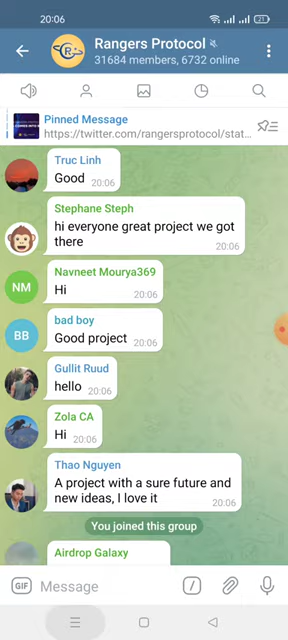 20:06
21
Rangers Protocol
31684 members, 6732 online
Pinned Message
https://twitter.com/rangersprotocol/stat...
Truc Linh
Good
20:06
Stephane Steph
hi everyone great project we got
there
20:06
NM
Navneet Mourya369
Hi
20:06
BB
bad boy
Good project
20:06
Gullit Ruud
hello
20:06
Zola CA
Hi
20:06
Thao Nguyen
A project with a sure future and
new ideas, I love it
20:06
You joined this group
Airdrop Galaxy
GIF
Message